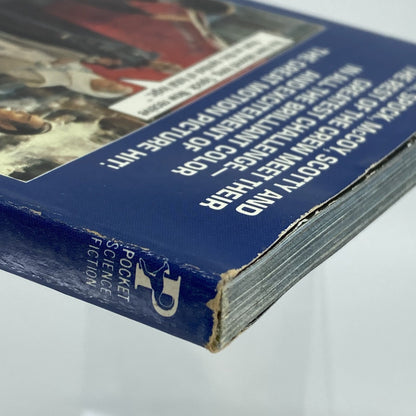 SPOCK, McCOY, SCOTTY AND
THE REST OF THE CREW MEET THEIR
GREATEST CHALLENGE—
IN ALL THE BRILLIANT COLOR
AND EXCITEMENT OF
THE GREAT MOTION PICTURE HIT!
POCKET
SCIENCE
FICTION